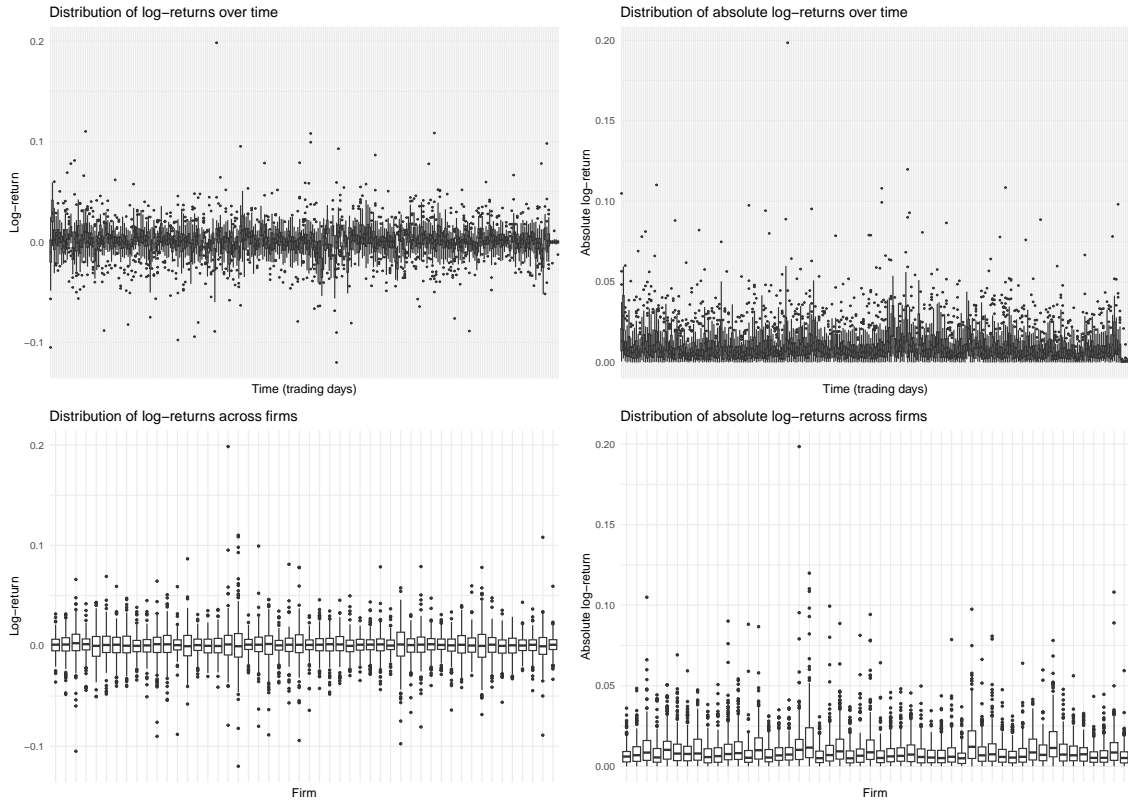 Distribution of log−returns over time
0.2
0.1
0.0
−0.1
Log−return
Time (trading days)
Distribution of absolute log−returns over time
0.20
0.15
0.10
0.05
0.00
Absolute log−return
Time (trading days)
Distribution of log−returns across firms
0.2
0.1
0.0
−0.1
Log−return
Firm
Distribution of absolute log−returns across firms
0.20
0.15
0.10
0.05
0.00
Absolute log−return
Firm